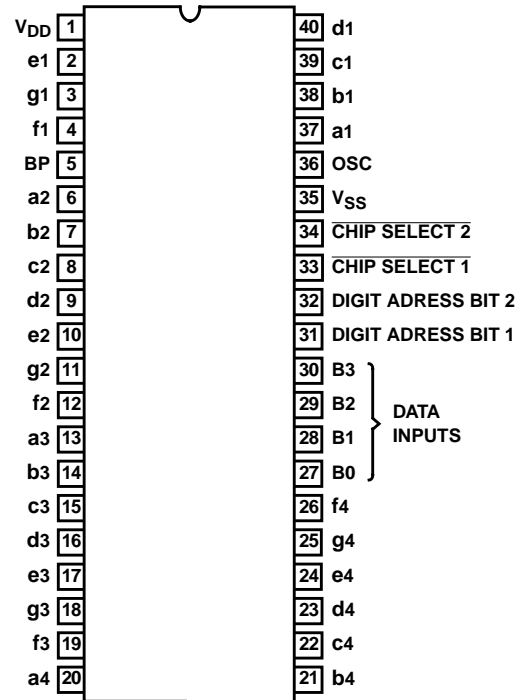 VDD 1 40 d1
e1 2 39 c1
g1 3 38 b1
f1 4 37 a1
BP 5 36 OSC
a2 6 35 VSS
b2 7 34 CHIP SELECT 2
c2 8 33 CHIP SELECT 1
d2 9 32 DIGIT ADRESS BIT 2
e2 10 31 DIGIT ADRESS BIT 1
g2 11 30 B3
f2 12 29 B2
a3 13 28 B1
b3 14 27 B0
DATA
INPUTS
c3 15 26 f4
d3 16 25 g4
e3 17 24 e4
g3 18 23 d4
f3 19 22 c4
a4 20 21 b4